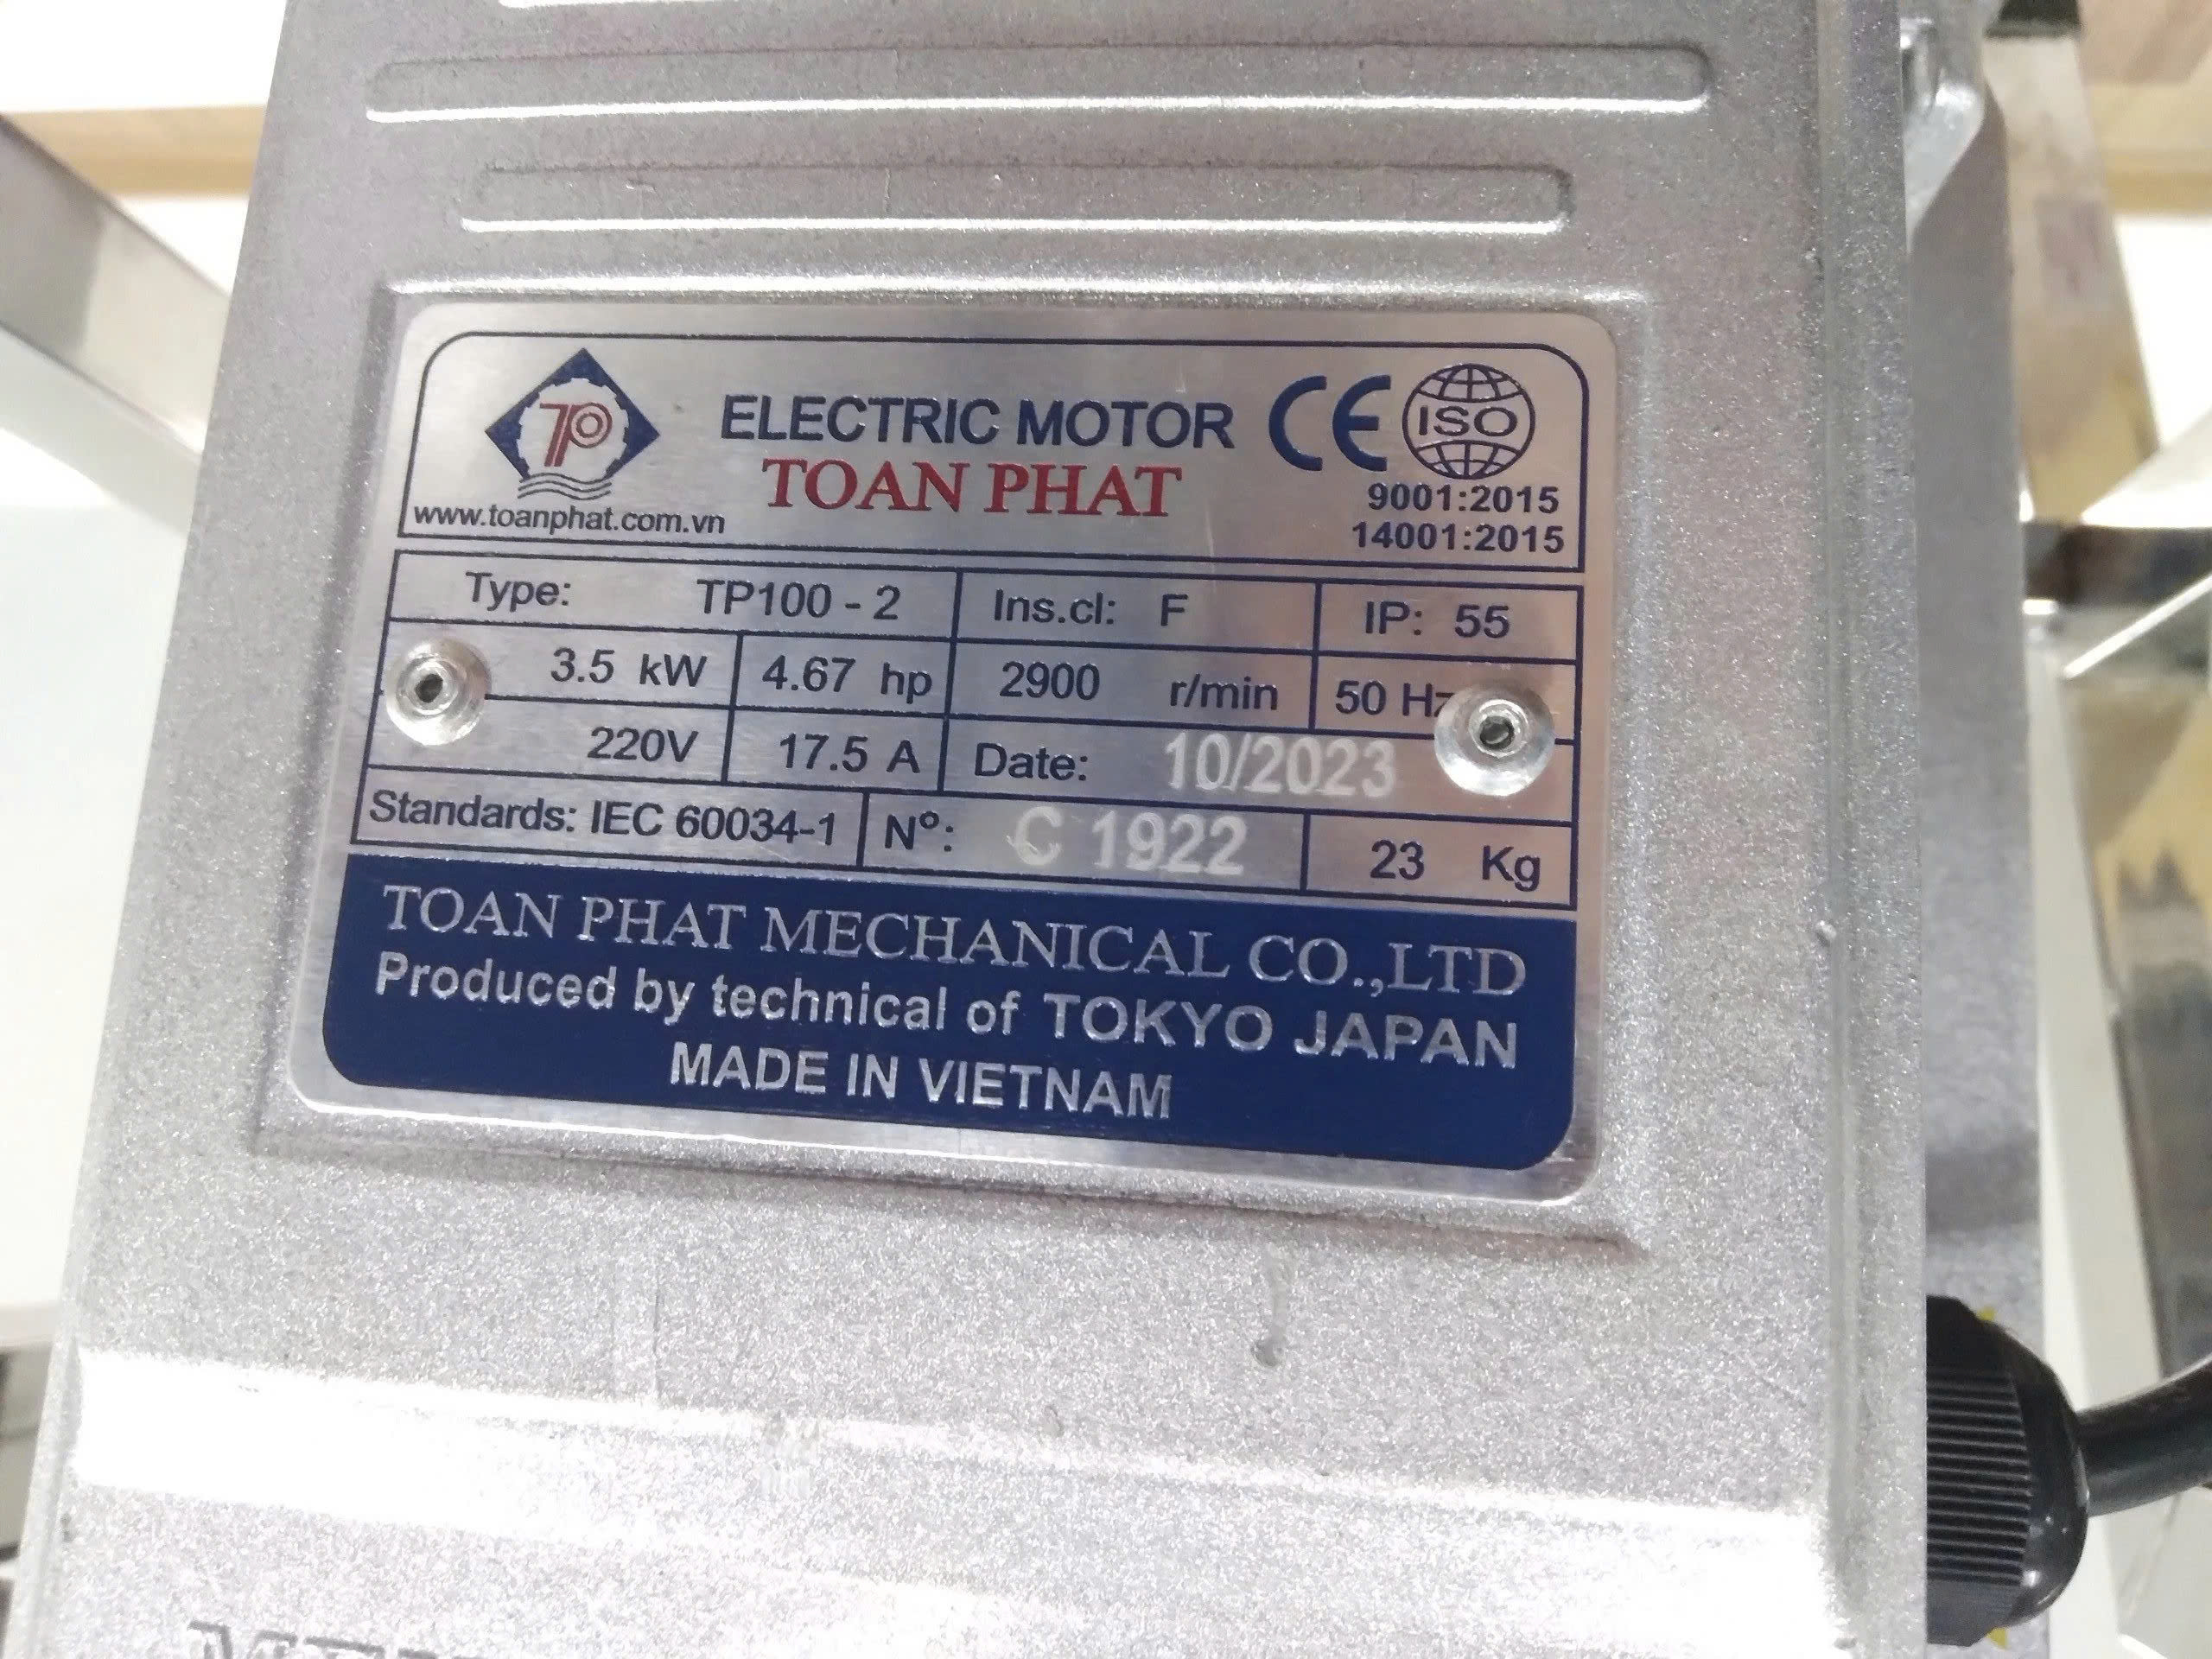 TP
ELECTRIC MOTOR CE ISO
TOAN PHAT
9001:2015
www.toanphat.com.vn
14001:2015
Type: TP100 - 2 Ins.cl: F IP: 55
3.5 kW 4.67 hp 2900 r/min 50 Hz
220V 17.5 A Date: 10/2023
Standards: IEC 60034-1 Nº: C 1922 23 Kg
TOAN PHAT MECHANICAL CO.,LTD
Produced by technical of TOKYO JAPAN
MADE IN VIETNAM